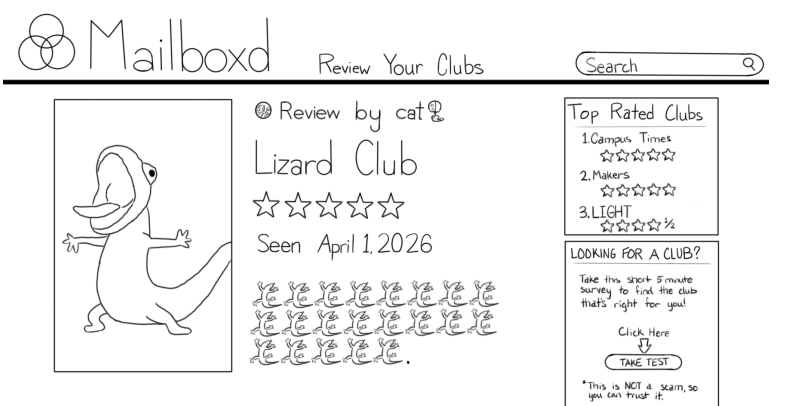 Mailboxd
Review Your Clubs
Search
Review by cat
Lizard Club
Seen April 1, 2026
Top Rated Clubs
1. Campus Times
2. Makers
3. LIGHT
½
LOOKING FOR A CLUB?
Take this short 5 minute
survey to find the club
that's right for you!
Click Here
TAKE TEST
*This is NOT a scam, so
you can trust it.